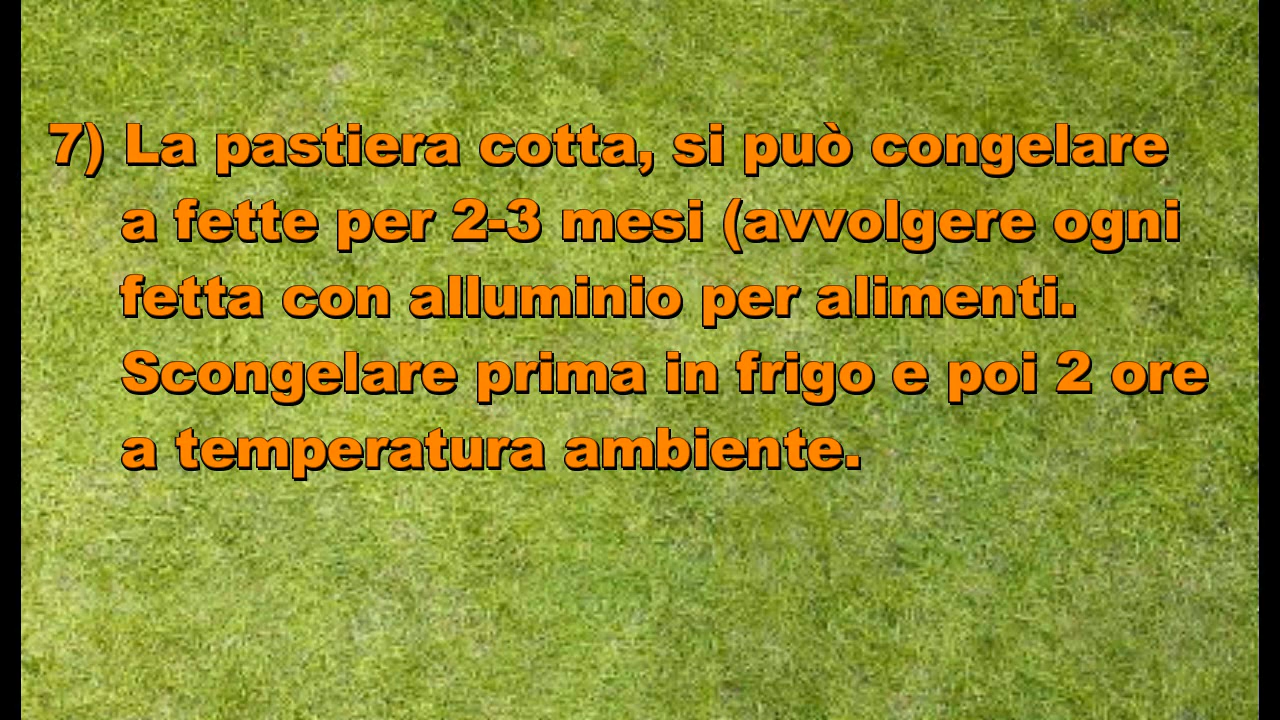 7) La pastiera cotta, si può congelare
a fette per 2-3 mesi (avvolgere ogni
fetta con alluminio per alimenti.
Scongelare prima in frigo e poi 2 ore
a temperatura ambiente.